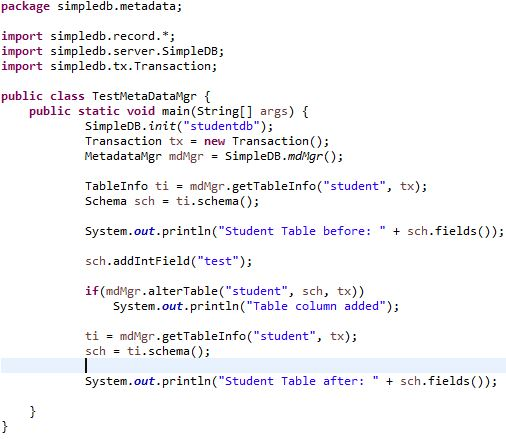 package simpledb.metadata;
import simpledb.record.*;
import simpledb.server.SimpleDB;
import simpledb.tx.Transaction;
public class TestMetaDataMgr {
public static void main(String[] args) {
SimpleDB.init("studentdb");
Transaction tx = new Transaction();
MetadataMgr mdMgr = SimpleDB.mdMgr();
TableInfo ti = mdMgr.getTableInfo("student", tx);
Schema sch = ti.schema();
System.out.println("Student Table before: " + sch.fields());
sch.addIntField("test");
if(mdMgr.alterTable("student", sch, tx))
System.out.println("Table column added");
ti = mdMgr.getTableInfo("student", tx);
sch = ti.schema();
System.out.println("Student Table after: " + sch.fields());
}
}